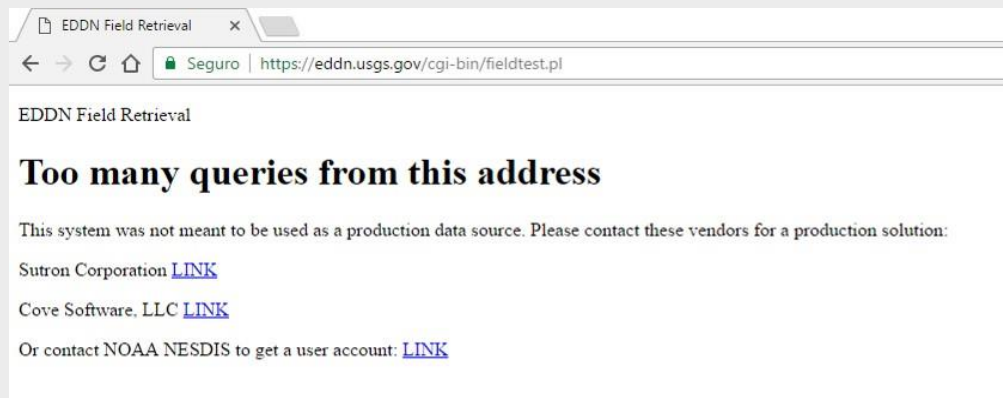 EDDN Field Retrieval
Seguro | https://eddn.usgs.gov/cgi-bin/fieldtest.pl
EDDN Field Retrieval
Too many queries from this address
This system was not meant to be used as a production data source. Please contact these vendors for a production solution:
Sutron Corporation LINK
Cove Software, LLC LINK
Or contact NOAA NESDIS to get a user account: LINK